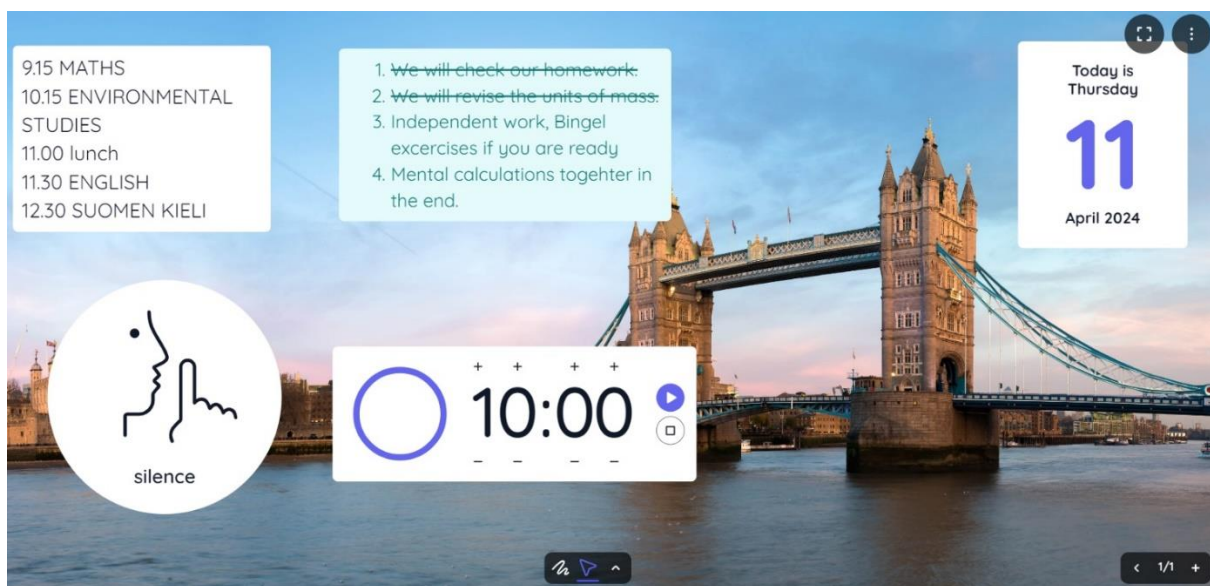 9.15 MATHS
10.15 ENVIRONMENTAL
STUDIES
11.00 lunch
11.30 ENGLISH
12.30 SUOMEN KIELI
1. We will check our homework.
2. We will revise the units of mass.
3. Independent work, Bingel
excercises if you are ready
4. Mental calculations togehter in
the end.
Today is
Thursday
11
April 2024
silence
10:00
1/1